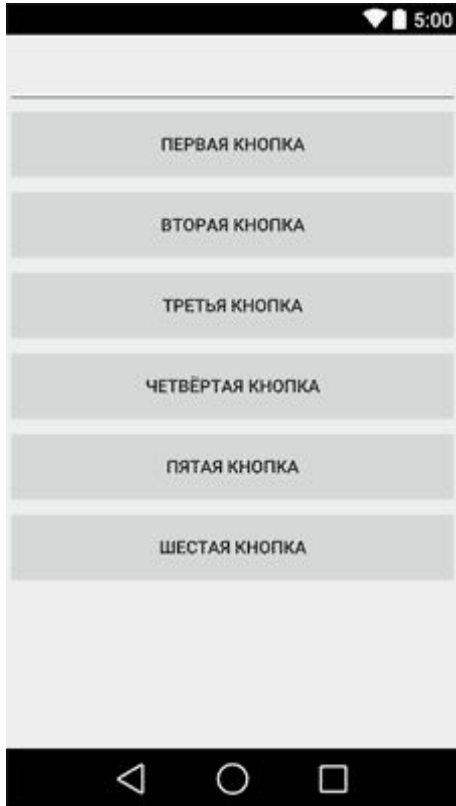 5:00
ПЕРВАЯ КНОПКА
ВТОРАЯ КНОПКА
ТРЕТЬЯ КНОПКА
ЧЕТВЁРТАЯ КНОПКА
ПЯТАЯ КНОПКА
ШЕСТАЯ КНОПКА